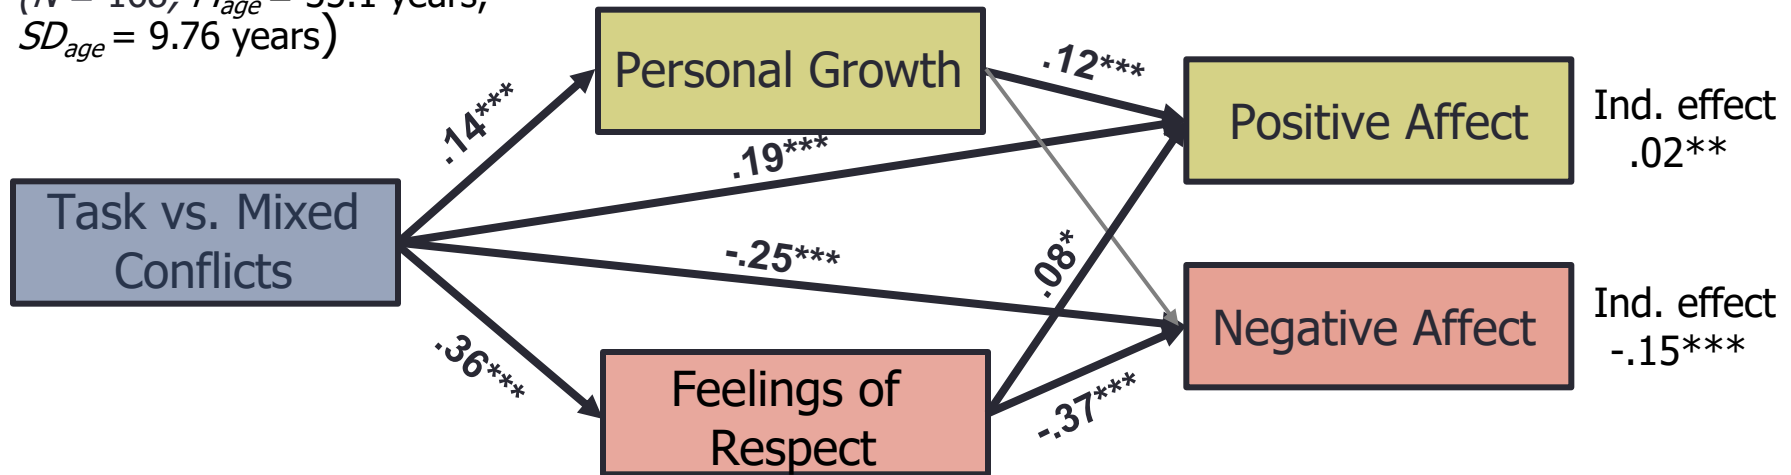 SD_age = 9.76 years)
Personal Growth
.12***
Positive Affect
Ind. effect
.02**
.14***
.19***
Task vs. Mixed
Conflicts
-.25***
.08*
Negative Affect
Ind. effect
-.15***
.36***
Feelings of
Respect
-.37***